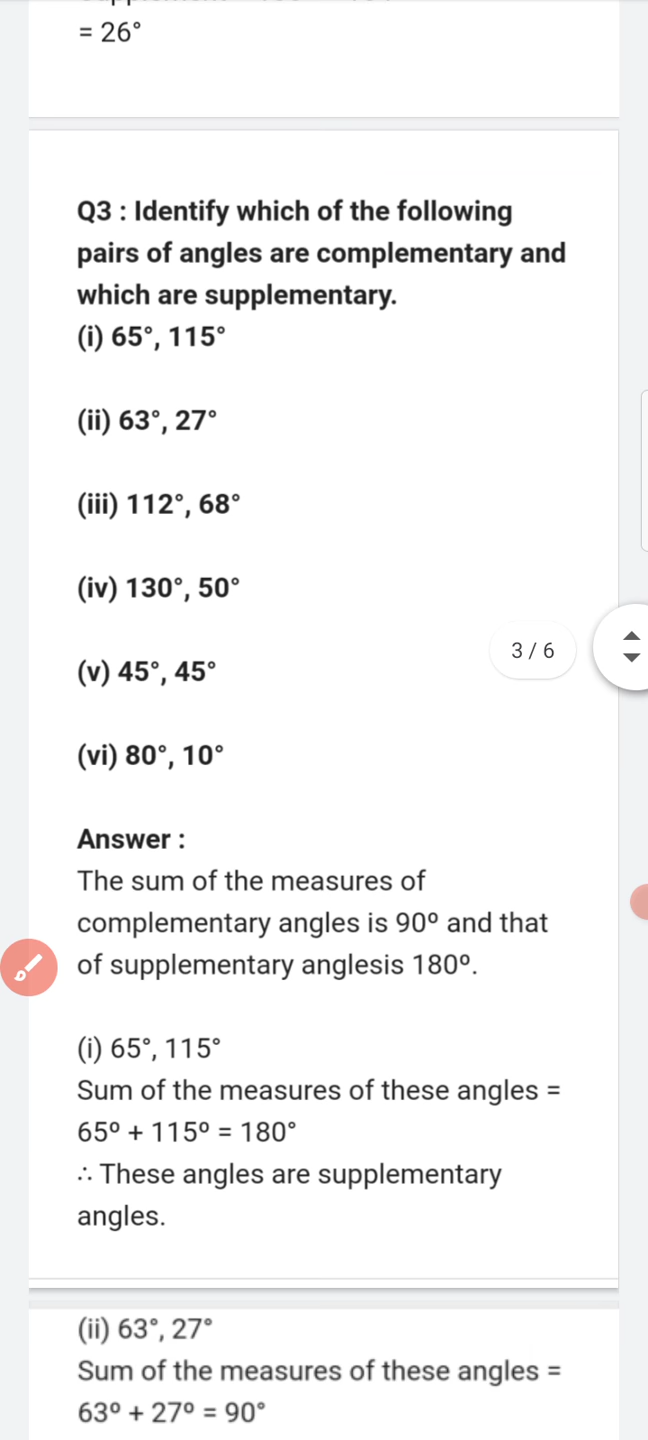 = 26°
Q3 : Identify which of the following
pairs of angles are complementary and
which are supplementary.
(i) 65°, 115°
(ii) 63°, 27°
(iii) 112°, 68°
(iv) 130°, 50°
3 / 6
(v) 45°, 45°
(vi) 80°, 10°
Answer :
The sum of the measures of
complementary angles is 90º and that
of supplementary anglesis 180º.
(i) 65°, 115°
Sum of the measures of these angles =
65º + 115º = 180°
∴ These angles are supplementary
angles.
(ii) 63°, 27°
Sum of the measures of these angles =
63º + 27º = 90°